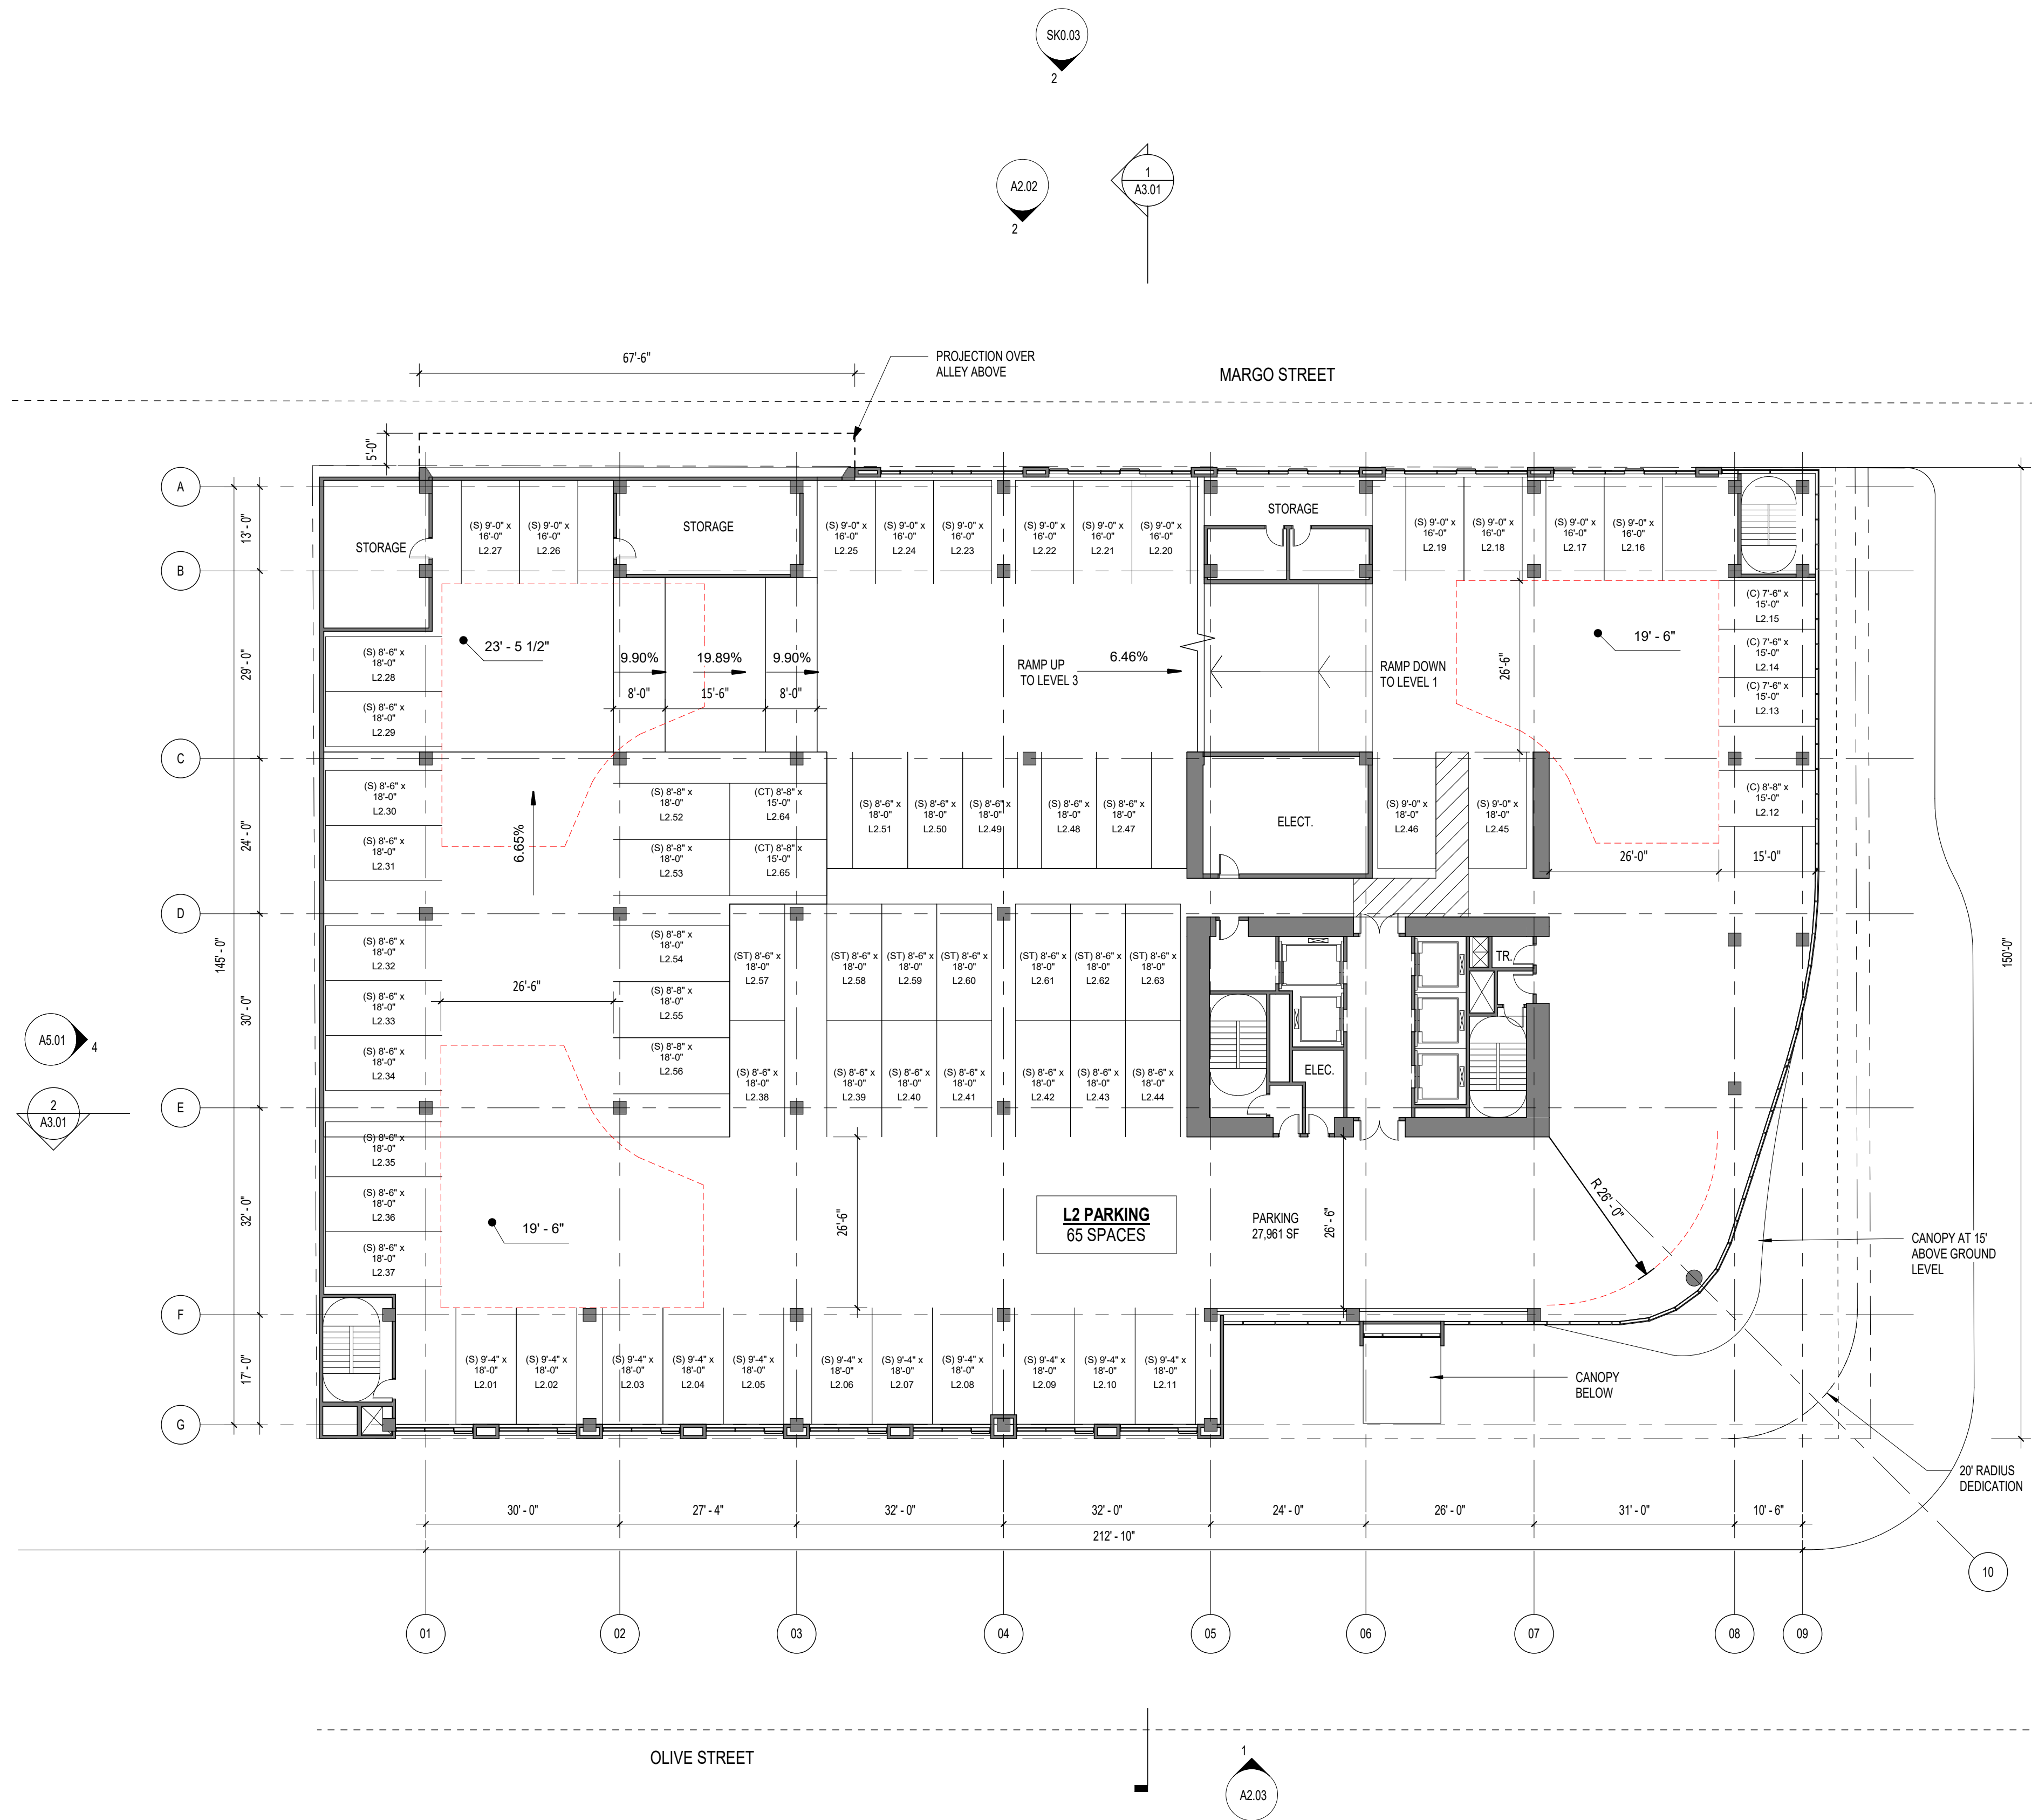 SK0.03
2
A2.02
2
1
A3.01
67'-6"
PROJECTION OVER
ALLEY ABOVE
MARGO STREET
5'-0"
A
B
C
D
E
F
G
13' - 0"
29' - 0"
24' - 0"
30' - 0"
32' - 0"
17' - 0"
145' - 0"
150'-0"
STORAGE
(S) 9'-0" x
16'-0"
L2.27
(S) 9'-0" x
16'-0"
L2.26
STORAGE
(S) 9'-0" x
16'-0"
L2.25
(S) 9'-0" x
16'-0"
L2.24
(S) 9'-0" x
16'-0"
L2.23
(S) 9'-0" x
16'-0"
L2.22
(S) 9'-0" x
16'-0"
L2.21
(S) 9'-0" x
16'-0"
L2.20
STORAGE
(S) 9'-0" x
16'-0"
L2.19
(S) 9'-0" x
16'-0"
L2.18
(S) 9'-0" x
16'-0"
L2.17
(S) 9'-0" x
16'-0"
L2.16
(C) 7'-6" x
15'-0"
L2.15
(C) 7'-6" x
15'-0"
L2.14
(C) 7'-6" x
15'-0"
L2.13
(C) 8'-8" x
15'-0"
L2.12
23' - 5 1/2"
9.90%
19.89%
9.90%
8'-0"
15'-6"
8'-0"
RAMP UP
TO LEVEL 3
6.46%
RAMP DOWN
TO LEVEL 1
26'-6"
19' - 6"
(S) 8'-6" x
18'-0"
L2.28
(S) 8'-6" x
18'-0"
L2.29
(S) 8'-6" x
18'-0"
L2.30
(S) 8'-6" x
18'-0"
L2.31
6.65%
(S) 8'-8" x
18'-0"
L2.52
(CT) 8'-8" x
15'-0"
L2.64
(S) 8'-8" x
18'-0"
L2.53
(CT) 8'-8" x
15'-0"
L2.65
(S) 8'-6" x
18'-0"
L2.51
(S) 8'-6" x
18'-0"
L2.50
(S) 8'-6" x
18'-0"
L2.49
(S) 8'-6" x
18'-0"
L2.48
(S) 8'-6" x
18'-0"
L2.47
ELECT.
(S) 9'-0" x
18'-0"
L2.46
(S) 9'-0" x
18'-0"
L2.45
26'-0"
15'-0"
(S) 8'-6" x
18'-0"
L2.32
(S) 8'-6" x
18'-0"
L2.33
(S) 8'-6" x
18'-0"
L2.34
26'-6"
(S) 8'-8" x
18'-0"
L2.54
(S) 8'-8" x
18'-0"
L2.55
(S) 8'-8" x
18'-0"
L2.56
(ST) 8'-6" x
18'-0"
L2.57
(ST) 8'-6" x
18'-0"
L2.58
(ST) 8'-6" x
18'-0"
L2.59
(ST) 8'-6" x
18'-0"
L2.60
(ST) 8'-6" x
18'-0"
L2.61
(ST) 8'-6" x
18'-0"
L2.62
(ST) 8'-6" x
18'-0"
L2.63
TR.
A5.01
4
2
A3.01
(S) 8'-6" x
18'-0"
L2.38
(S) 8'-6" x
18'-0"
L2.39
(S) 8'-6" x
18'-0"
L2.40
(S) 8'-6" x
18'-0"
L2.41
(S) 8'-6" x
18'-0"
L2.42
(S) 8'-6" x
18'-0"
L2.43
(S) 8'-6" x
18'-0"
L2.44
ELEC.
(S) 8'-6" x
18'-0"
L2.35
(S) 8'-6" x
18'-0"
L2.36
(S) 8'-6" x
18'-0"
L2.37
19' - 6"
26'-6"
L2 PARKING
65 SPACES
PARKING
27,961 SF
26' - 6"
R 26' - 0"
CANOPY AT 15'
ABOVE GROUND
LEVEL
(S) 9'-4" x
18'-0"
L2.01
(S) 9'-4" x
18'-0"
L2.02
(S) 9'-4" x
18'-0"
L2.03
(S) 9'-4" x
18'-0"
L2.04
(S) 9'-4" x
18'-0"
L2.05
(S) 9'-4" x
18'-0"
L2.06
(S) 9'-4" x
18'-0"
L2.07
(S) 9'-4" x
18'-0"
L2.08
(S) 9'-4" x
18'-0"
L2.09
(S) 9'-4" x
18'-0"
L2.10
(S) 9'-4" x
18'-0"
L2.11
CANOPY
BELOW
20' RADIUS
DEDICATION
30' - 0"
27' - 4"
32' - 0"
32' - 0"
24' - 0"
26' - 0"
31' - 0"
10' - 6"
212' - 10"
10
01
02
03
04
05
06
07
08
09
OLIVE STREET
1
A2.03